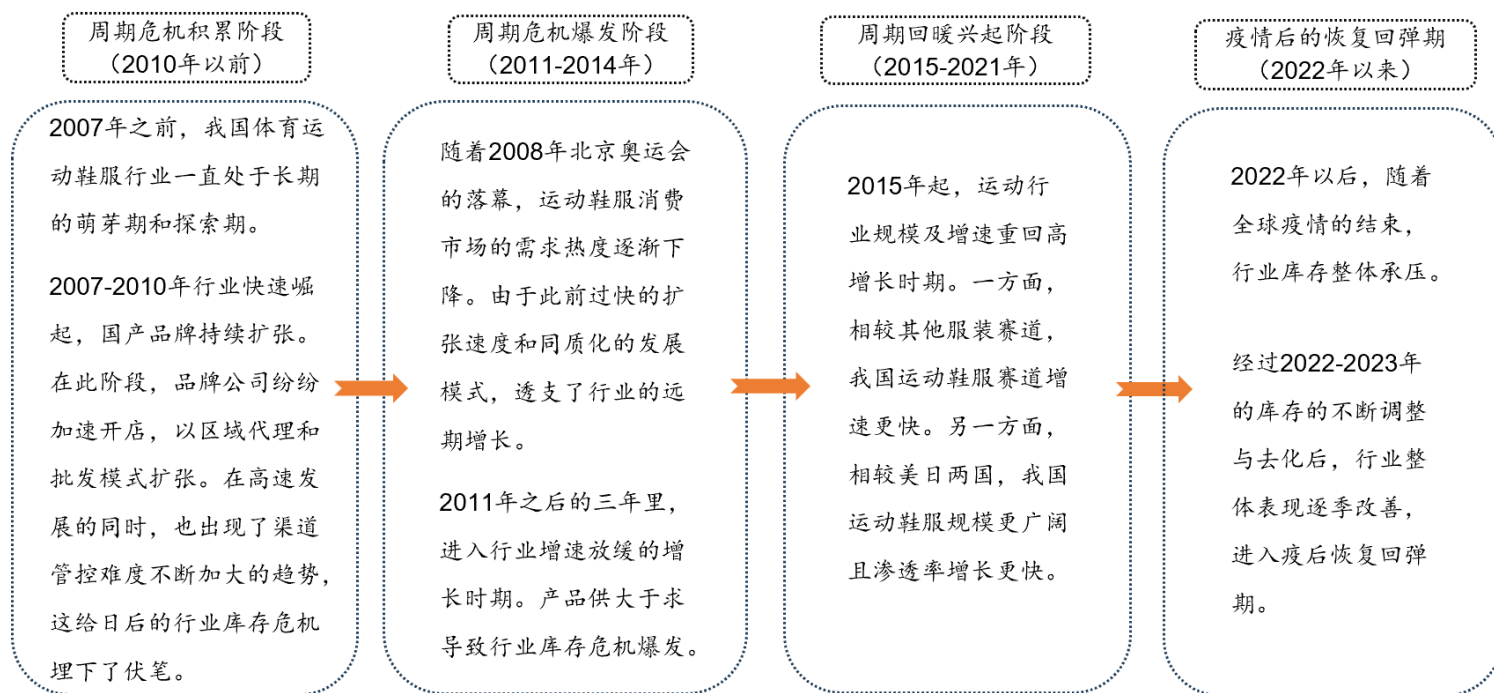 周期危机积累阶段
（2010年以前）
2007年之前，我国体育运
动鞋服行业一直处于长期
的萌芽期和探索期。
2007-2010年行业快速崛
起，国产品牌持续扩张。
在此阶段，品牌公司纷纷
加速开店，以区域代理和
批发模式扩张。在高速发
展的同时，也出现了渠道
管控难度不断加大的趋势，
这给日后的行业库存危机
埋下了伏笔。
周期危机爆发阶段
（2011-2014年）
随着2008年北京奥运会
的落幕，运动鞋服消费
市场的需求热度逐渐下
降。由于此前过快的扩
张速度和同质化的发展
模式，透支了行业的远
期增长。
2011年之后的三年里，
进入行业增速放缓的增
长时期。产品供大于求
导致行业库存危机爆发。
周期回暖兴起阶段
（2015-2021年）
2015年起，运动行
业规模及增速重回高
增长时期。一方面，
相较其他服装赛道，
我国运动鞋服赛道增
速更快。另一方面，
相较美日两国，我国
运动鞋服规模更广阔
且渗透率增长更快。
疫情后的恢复回弹期
（2022年以来）
2022年以后，随着
全球疫情的结束，
行业库存整体承压。
经过2022-2023年
的库存的不断调整
与去化后，行业整
体表现逐季改善，
进入疫后恢复回弹
期。